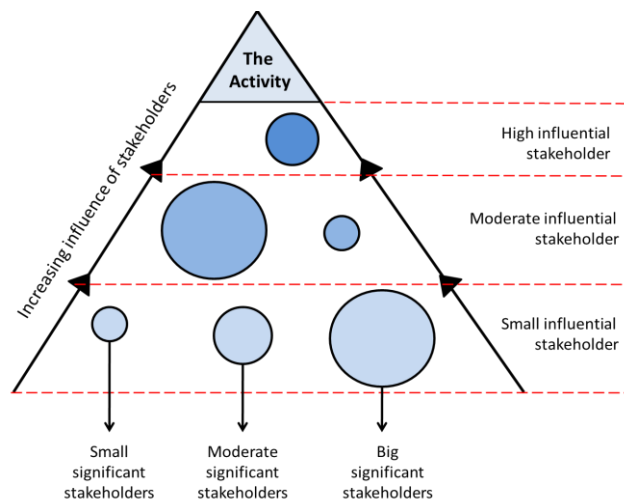 The
Activity
Increasing influence of stakeholders
High influential
stakeholder
Moderate influential
stakeholder
Small influential
stakeholder
Small
significant
stakeholders
Moderate
significant
stakeholders
Big
significant
stakeholders